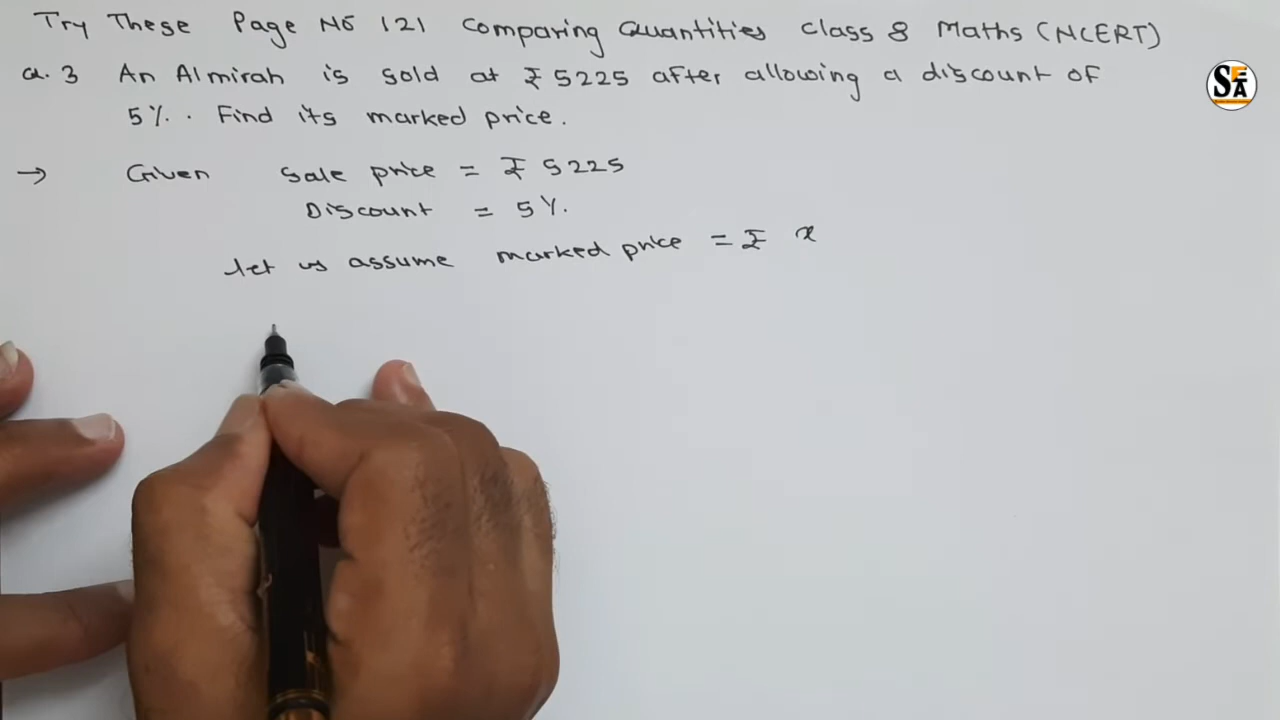 Try These Page No 121 Comparing Quantities Class 8 Maths (NCERT)
Q. 3 An Almirah is sold at ₹ 5225 after allowing a discount of
5%. Find its marked price.
→ Given Sale price = ₹ 5225
Discount = 5%.
let us assume marked price = ₹ x